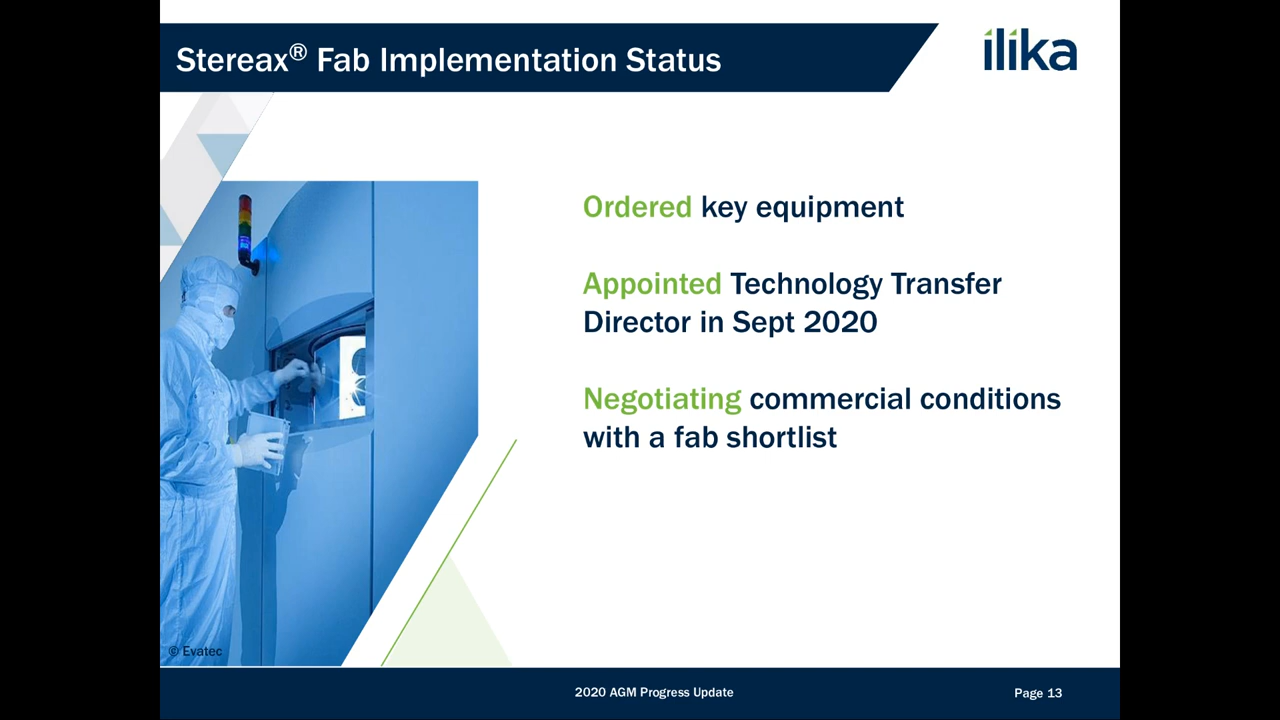 Stereax® Fab Implementation Status
ilika
Ordered key equipment
Appointed Technology Transfer
Director in Sept 2020
Negotiating commercial conditions
with a fab shortlist
© Evatec
2020 AGM Progress Update
Page 13